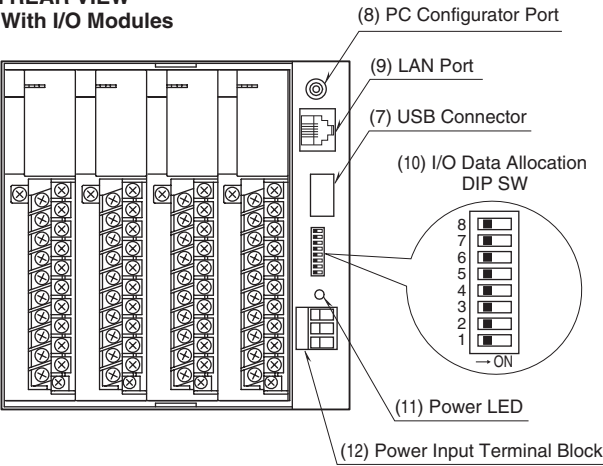 REAR VIEW
With I/O Modules
(8) PC Configurator Port
(9) LAN Port
(7) USB Connector
(10) I/O Data Allocation
DIP SW
8
7
6
5
4
3
2
1
→ ON
(11) Power LED
(12) Power Input Terminal Block